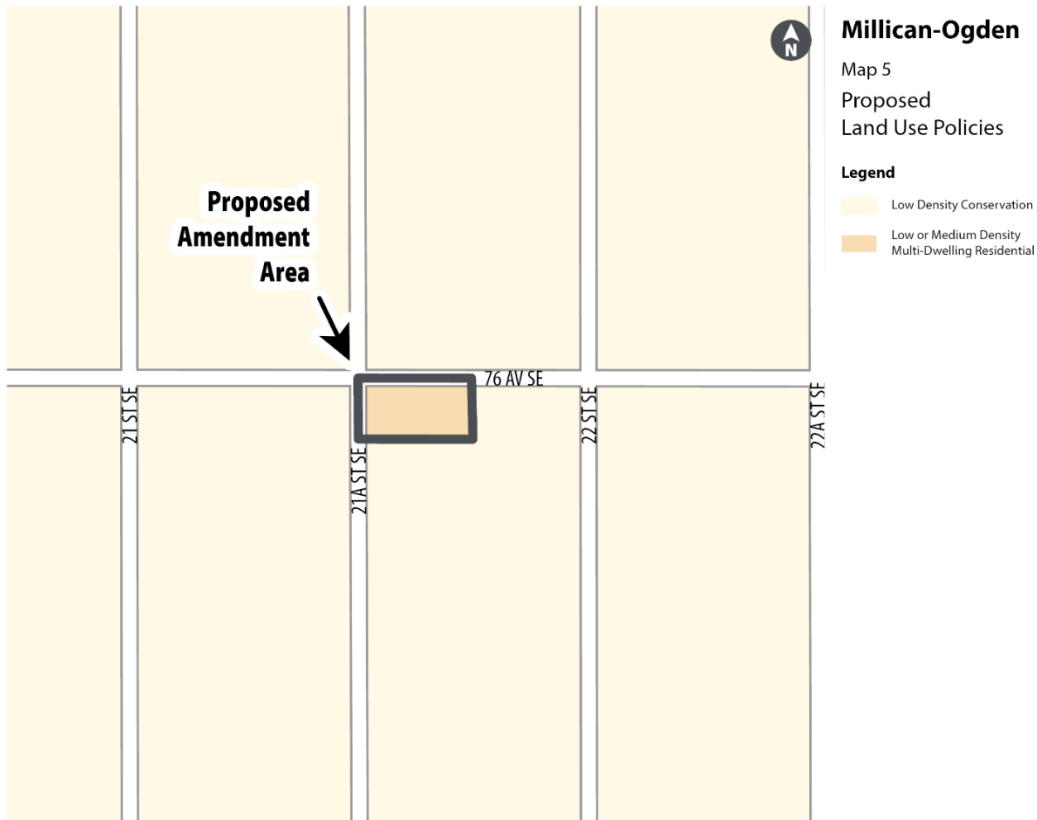 N
Millican-Ogden
Map 5
Proposed
Land Use Policies
Legend
Low Density Conservation
Low or Medium Density
Multi-Dwelling Residential
Proposed
Amendment
Area
76 AV SE
21 ST SE
21A ST SE
22 ST SE
22A ST SE